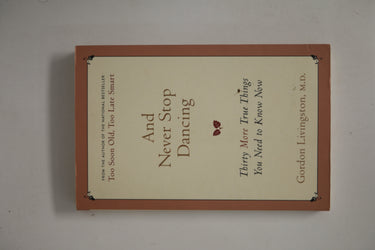 FROM THE AUTHOR OF THE NATIONAL BESTSELLER
Too Soon Old, Too Late Smart
And
Never Stop
Dancing
Thirty More True Things
You Need to Know Now
Gordon Livingston, M.D.